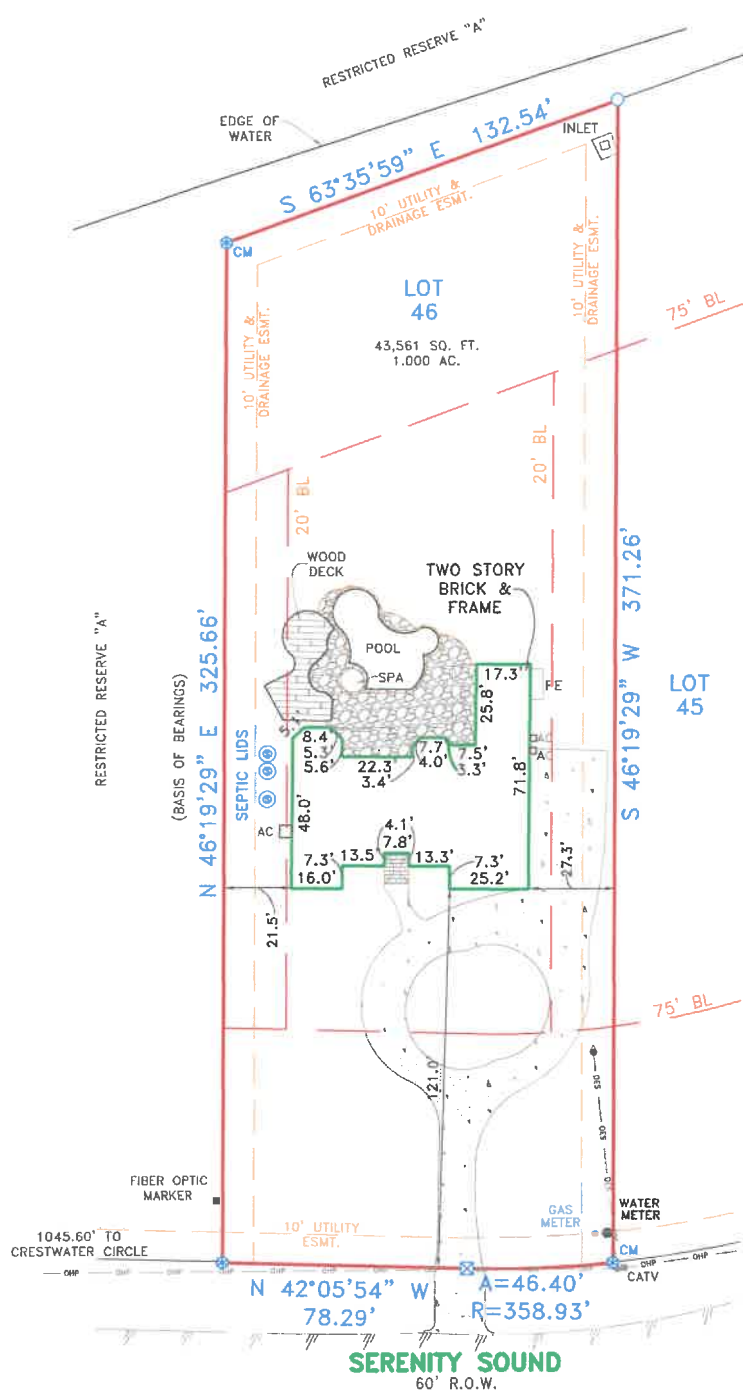 RESTRICTED RESERVE "A"
EDGE OF
WATER
S 63°35'59" E 132.54'
INLET
CM
10' UTILITY &
DRAINAGE ESMT.
LOT
46
43,561 SQ. FT.
1.000 AC.
10' UTILITY &
DRAINAGE ESMT.
10' UTILITY &
DRAINAGE ESMT.
75' BL
20' BL
20' BL
WOOD
DECK
TWO STORY
BRICK &
FRAME
POOL
SPA
17.3'
PE
25.8'
N 46°19'29" E 325.66'
(BASIS OF BEARINGS)
RESTRICTED RESERVE "A"
S 46°19'29" W 371.26'
LOT
45
SEPTIC LIDS
8.4
5.3'
5.6'
22.3'
3.4'
7.7
4.0'
7.5'
3.3'
AC
AC
71.8'
48.0'
AC
4.1'
7.8'
7.3'
13.5'
13.3'
7.3'
16.0'
25.2'
27.3'
21.5'
75' BL
121.0'
FIBER OPTIC
MARKER
GAS
METER
WATER
METER
1045.60' TO
CRESTWATER CIRCLE
10' UTILITY
ESMT.
CM
CATV
OHP
OHP
OHP
OHP
OHP
OHP
OHP
N 42°05'54" W
78.29'
A=46.40'
R=358.93'
SERENITY SOUND
60' R.O.W.